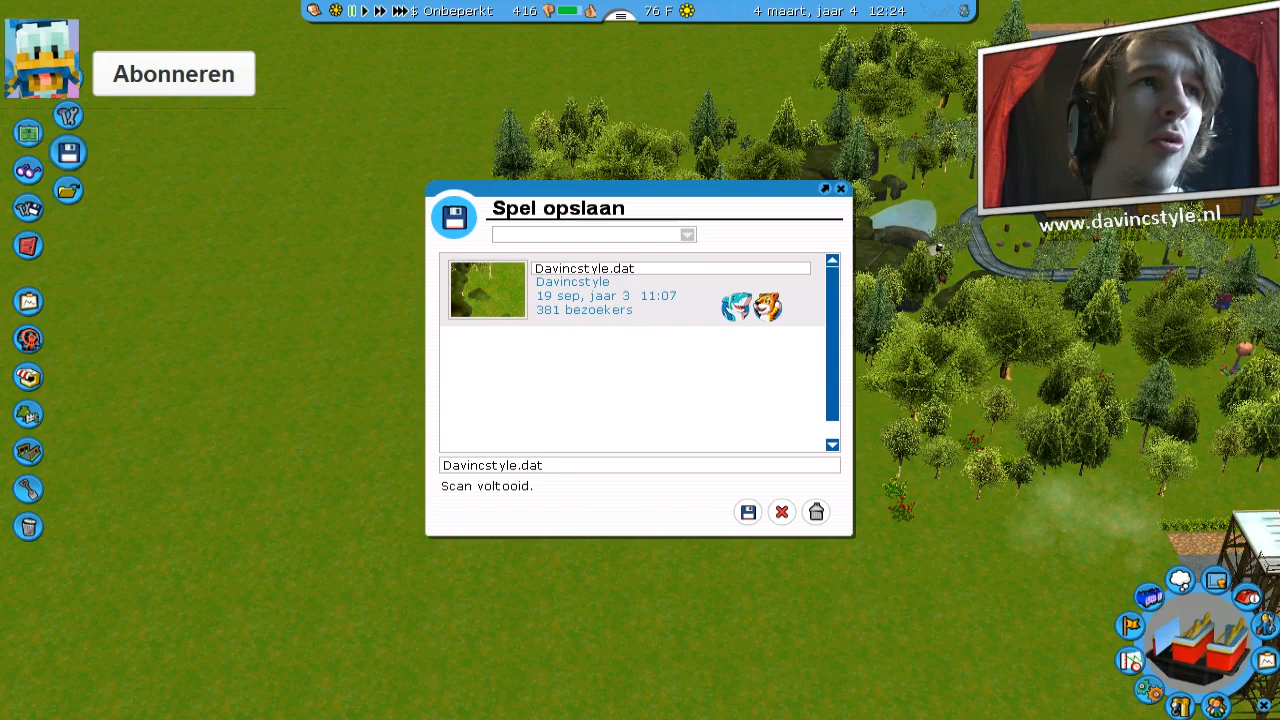 $ Onbeperkt 416 76 F 4 maart, jaar 4 12:24
Abonneren
www.davincstyle.nl
Spel opslaan
Davincstyle.dat
Davincstyle
19 sep, jaar 3 11:07
381 bezoekers
Davincstyle.dat
Scan voltooid.